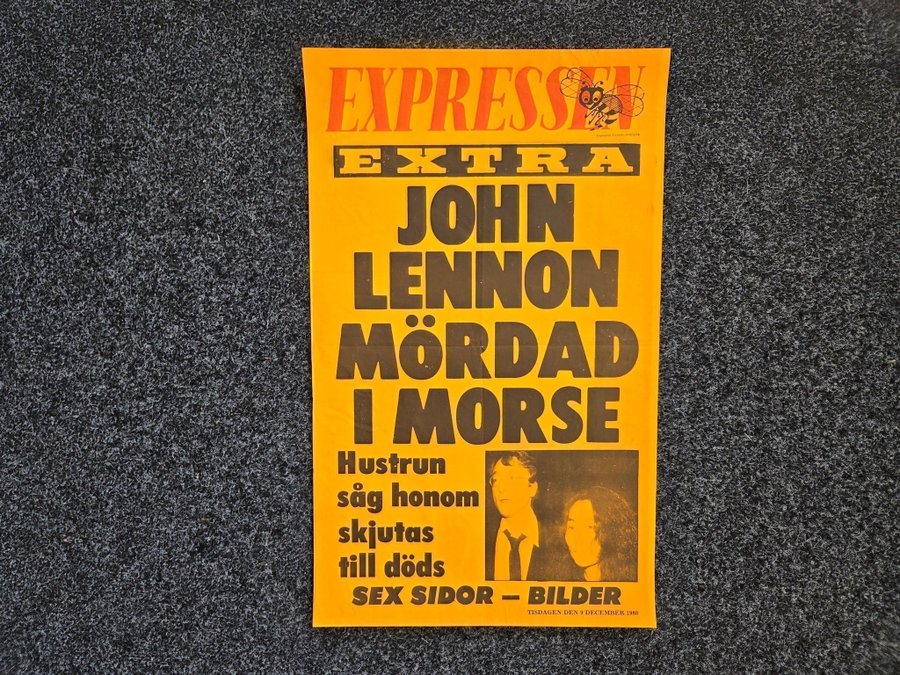 EXPRESSEN
EXTRA
JOHN
LENNON
MÖRDAD
I MORSE
Hustrun
såg honom
skjutas
till döds
SEX SIDOR – BILDER
TISDAGEN DEN 9 DECEMBER 1980